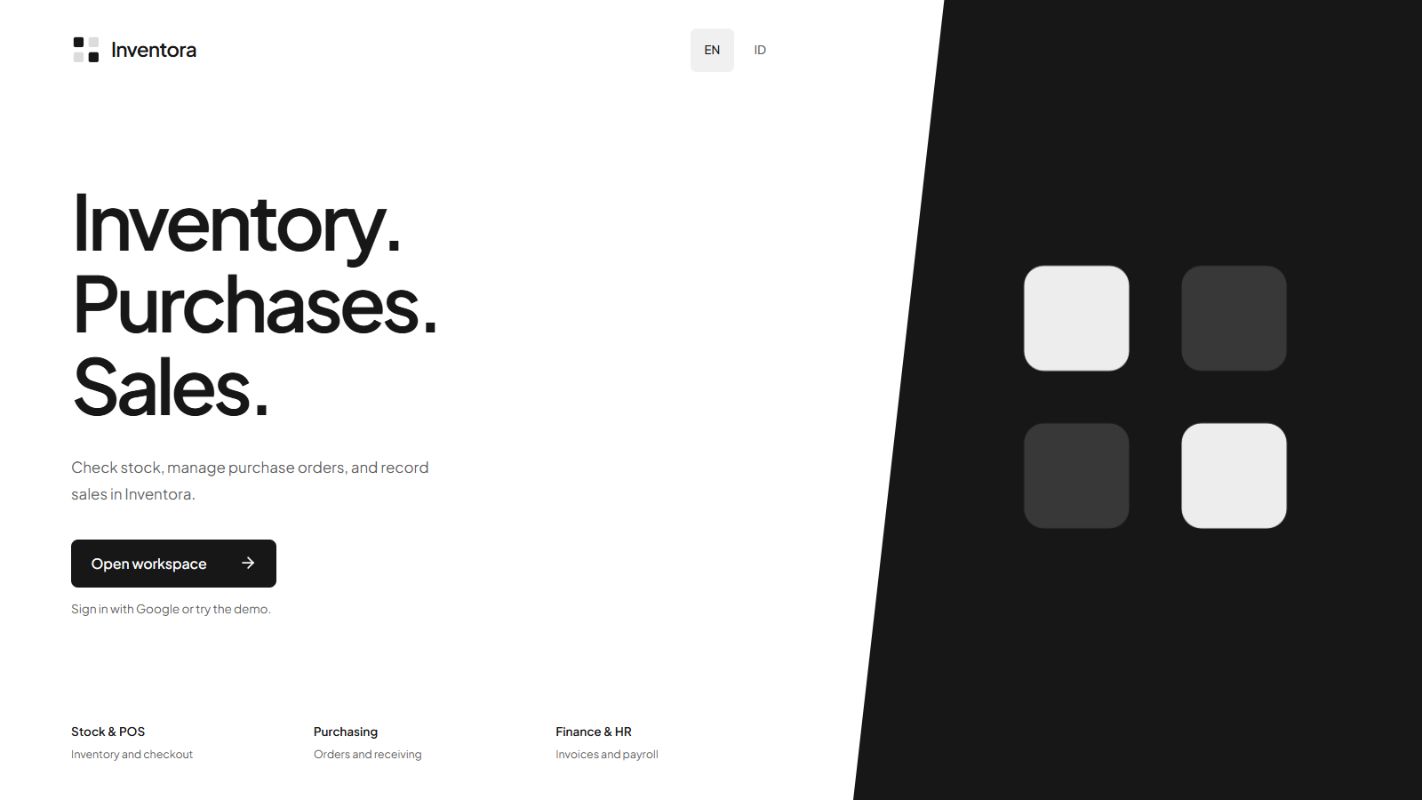 Inventora
EN
ID
Inventory.
Purchases.
Sales.
Check stock, manage purchase orders, and record
sales in Inventora.
Open workspace
Sign in with Google or try the demo.
Stock & POS
Inventory and checkout
Purchasing
Orders and receiving
Finance & HR
Invoices and payroll